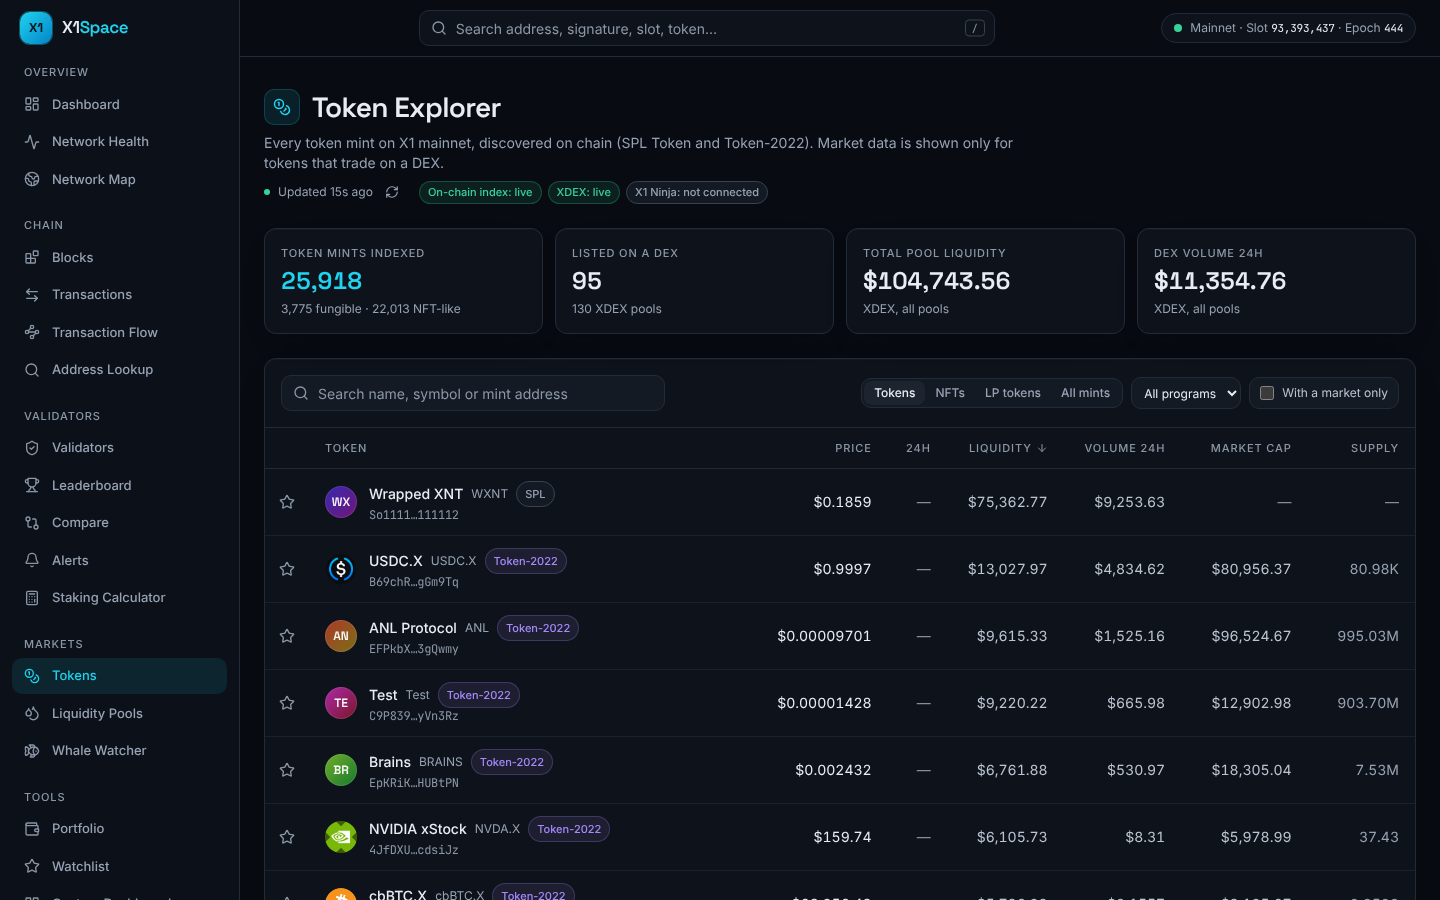 X1 X1Space
Search address, signature, slot, token... /
Mainnet · Slot 93,393,437 · Epoch 444
OVERVIEW
Dashboard
Network Health
Network Map
CHAIN
Blocks
Transactions
Transaction Flow
Address Lookup
VALIDATORS
Validators
Leaderboard
Compare
Alerts
Staking Calculator
MARKETS
Tokens
Liquidity Pools
Whale Watcher
TOOLS
Portfolio
Watchlist
Token Explorer
Every token mint on X1 mainnet, discovered on chain (SPL Token and Token-2022). Market data is shown only for
tokens that trade on a DEX.
Updated 15s ago On-chain index: live XDEX: live X1 Ninja: not connected
TOKEN MINTS INDEXED
25,918
3,775 fungible · 22,013 NFT-like
LISTED ON A DEX
95
130 XDEX pools
TOTAL POOL LIQUIDITY
$104,743.56
XDEX, all pools
DEX VOLUME 24H
$11,354.76
XDEX, all pools
Search name, symbol or mint address
Tokens NFTs LP tokens All mints All programs With a market only
TOKEN PRICE 24H LIQUIDITY ↓ VOLUME 24H MARKET CAP SUPPLY
WX Wrapped XNT WXNT SPL $0.1859 — $75,362.77 $9,253.63 — —
So1111…111112
USDC.X USDC.X Token-2022 $0.9997 — $13,027.97 $4,834.62 $80,956.37 80.98K
B69chR…gGm9Tq
AN ANL Protocol ANL Token-2022 $0.00009701 — $9,615.33 $1,525.16 $96,524.67 995.03M
EFPkbX…3gQwmy
TE Test Test Token-2022 $0.00001428 — $9,220.22 $665.98 $12,902.98 903.70M
C9P839…yVn3Rz
BR Brains BRAINS Token-2022 $0.002432 — $6,761.88 $530.97 $18,305.04 7.53M
EpKRiK…HUBtPN
NVIDIA xStock NVDA.X Token-2022 $159.74 — $6,105.73 $8.31 $5,978.99 37.43
4JfDXU…cdsiJz
cbBTC.X cbBTC.X Token-2022